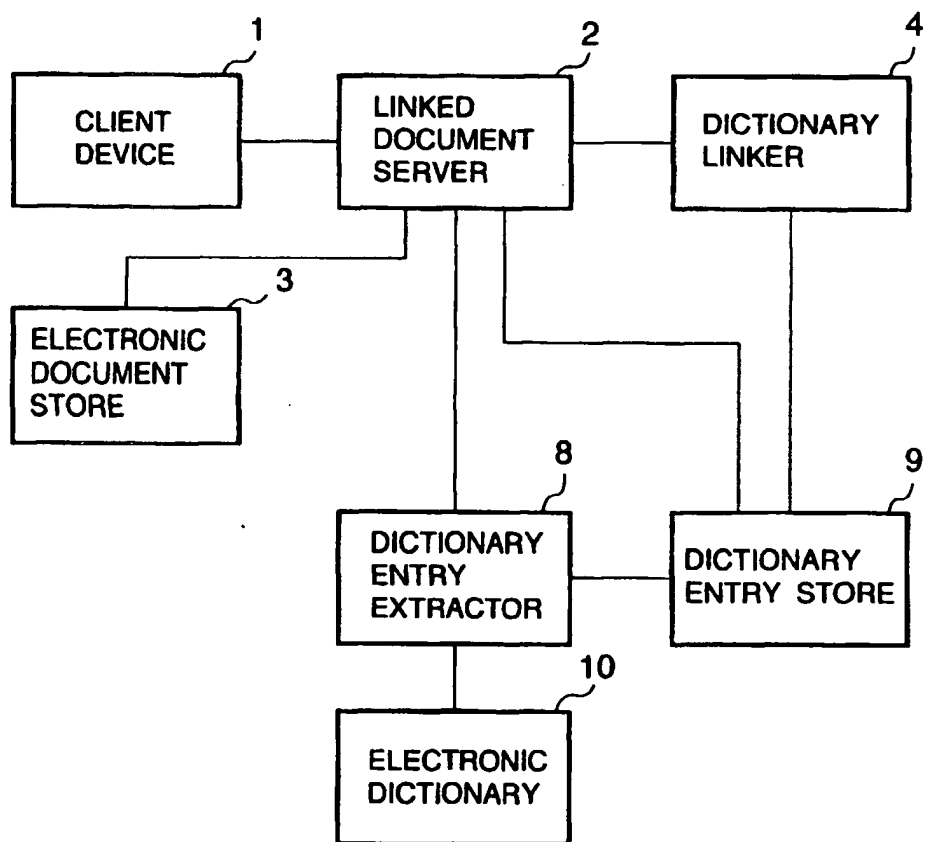 1
CLIENT
DEVICE
2
LINKED
DOCUMENT
SERVER
4
DICTIONARY
LINKER
3
ELECTRONIC
DOCUMENT
STORE
8
DICTIONARY
ENTRY
EXTRACTOR
9
DICTIONARY
ENTRY STORE
10
ELECTRONIC
DICTIONARY